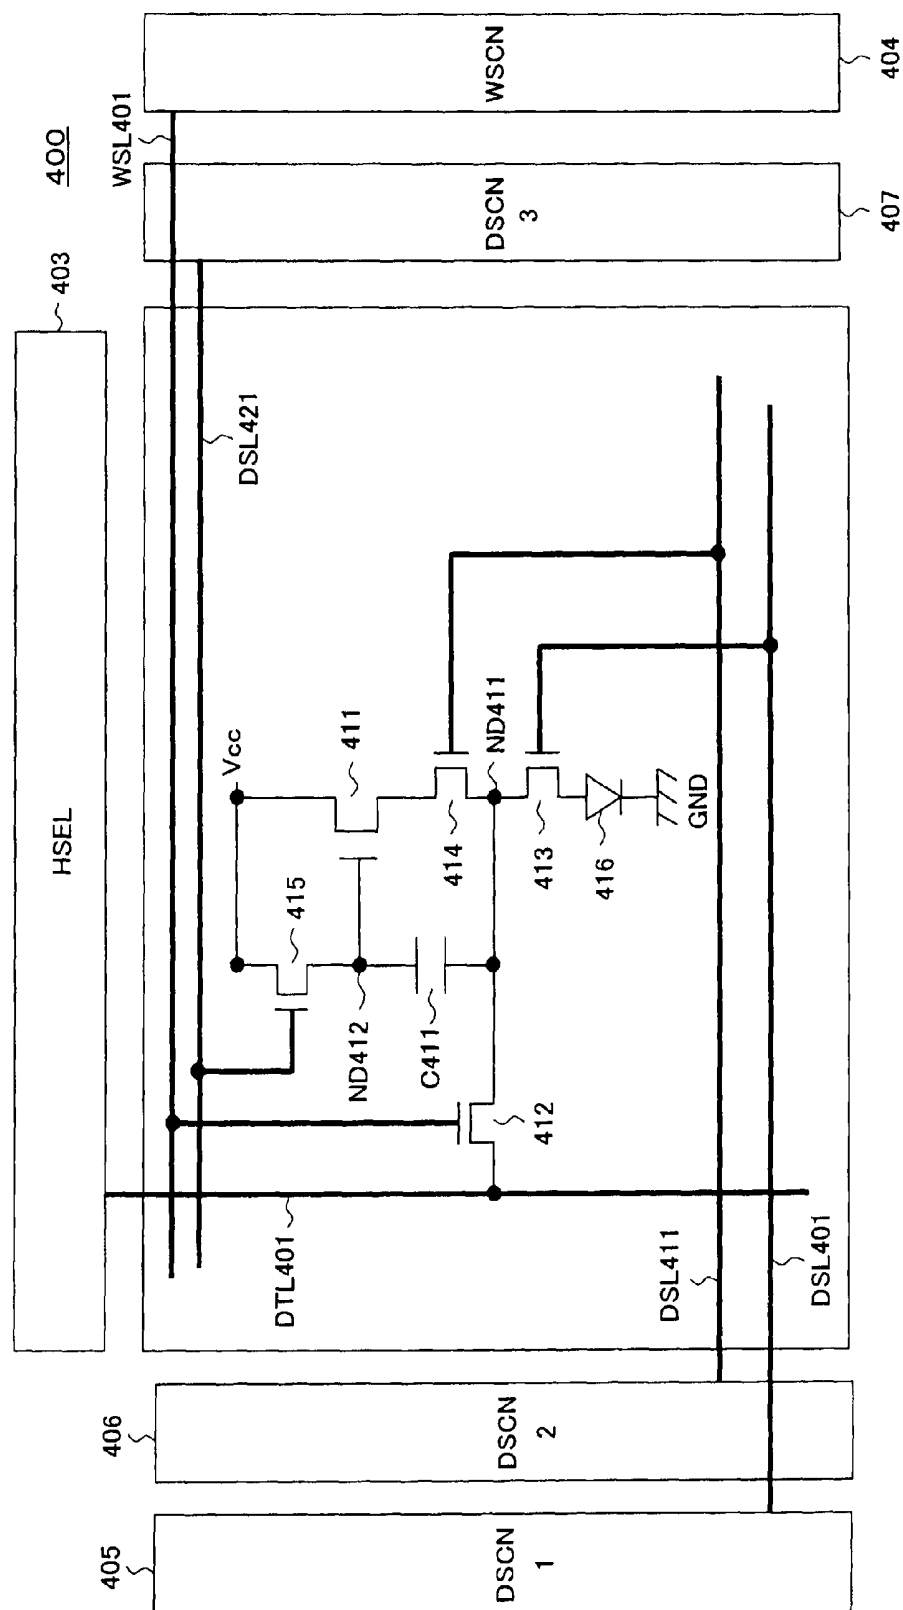 400
HSEL
403
WSL401
DSL421
Vcc
415
411
ND412
C411
414
ND411
412
413
416
GND
DTL401
DSL411
DSL401
405
DSCN
1
406
DSCN
2
DSCN
3
407
WSCN
404